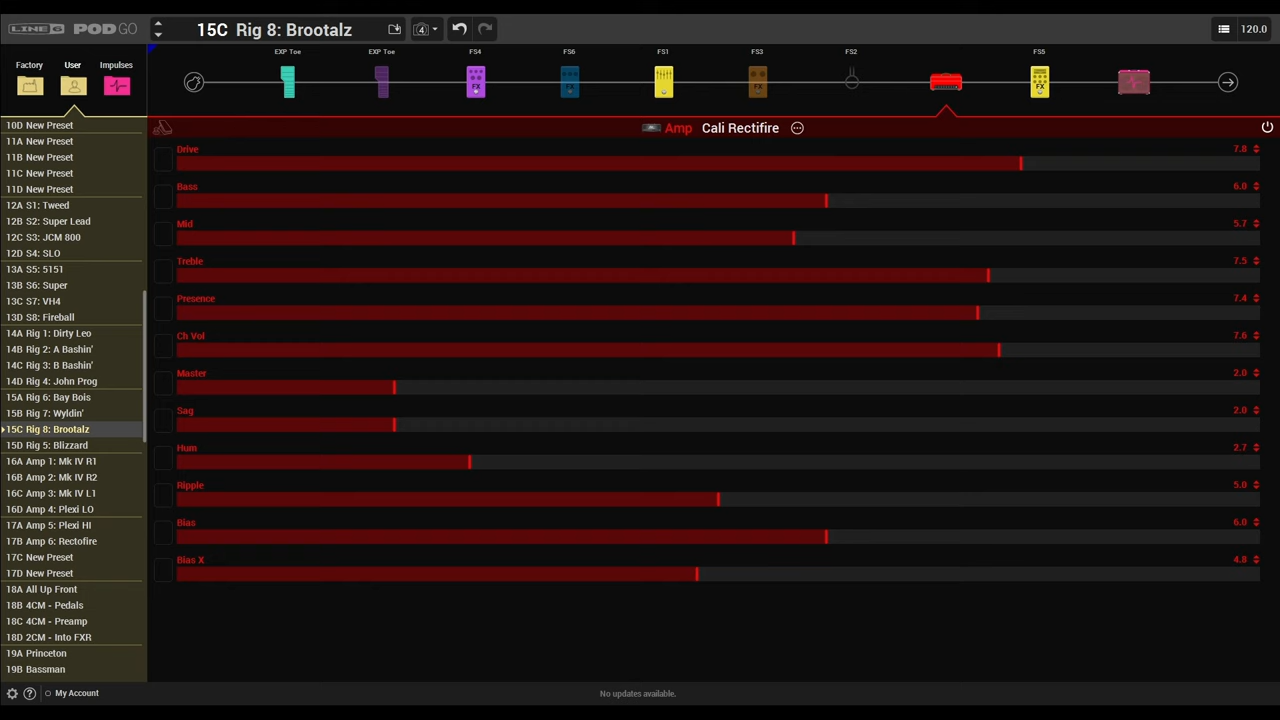 LINE 6 POD GO
15C Rig 8: Brootalz
4
120.0
Factory
User
Impulses
EXP Toe
EXP Toe
FS4
FS6
FS1
FS3
FS2
FS5
FX
FX
FX
10D New Preset
11A New Preset
11B New Preset
11C New Preset
11D New Preset
12A S1: Tweed
12B S2: Super Lead
12C S3: JCM 800
12D S4: SLO
13A S5: 5151
13B S6: Super
13C S7: VH4
13D S8: Fireball
14A Rig 1: Dirty Leo
14B Rig 2: A Bashin'
14C Rig 3: B Bashin'
14D Rig 4: John Prog
15A Rig 6: Bay Bois
15B Rig 7: Wyldin'
15C Rig 8: Brootalz
15D Rig 5: Blizzard
16A Amp 1: Mk IV R1
16B Amp 2: Mk IV R2
16C Amp 3: Mk IV L1
16D Amp 4: Plexi LO
17A Amp 5: Plexi HI
17B Amp 6: Rectofire
17C New Preset
17D New Preset
18A All Up Front
18B 4CM - Pedals
18C 4CM - Preamp
18D 2CM - Into FXR
19A Princeton
19B Bassman
Amp Cali Rectifire
Drive 7.8
Bass 6.0
Mid 5.7
Treble 7.5
Presence 7.4
Ch Vol 7.6
Master 2.0
Sag 2.0
Hum 2.7
Ripple 5.0
Bias 6.0
Bias X 4.8
? My Account
No updates available.